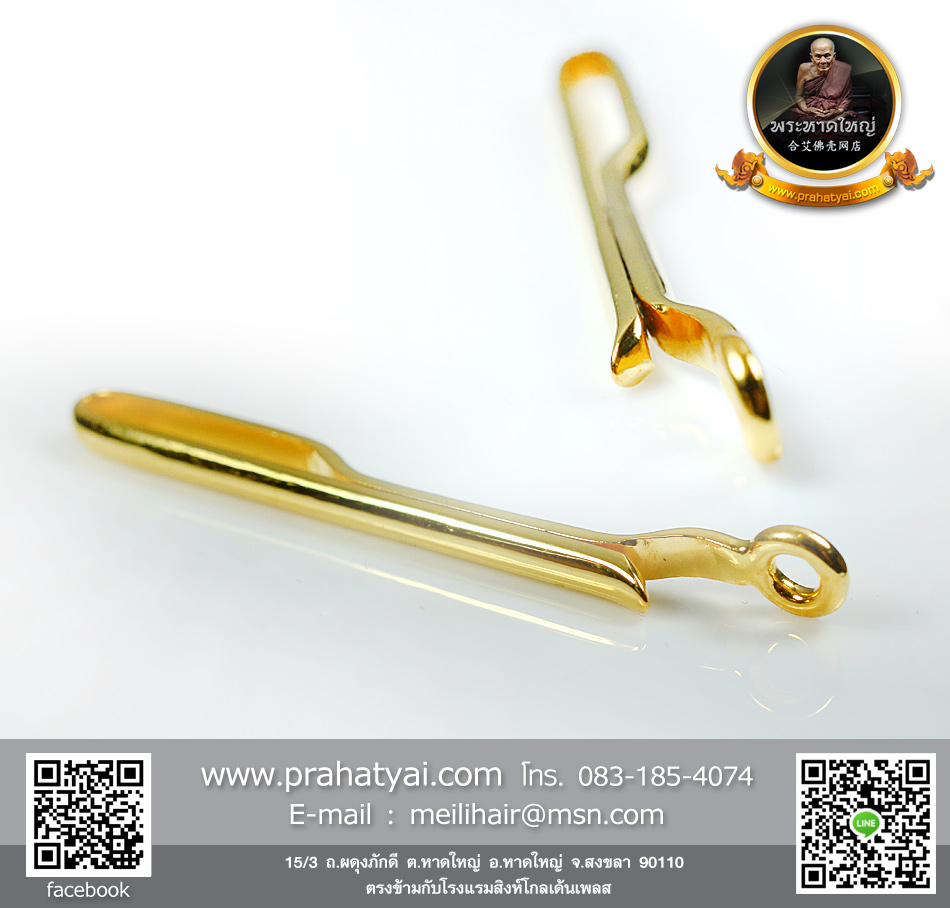 พระหาดใหญ่
合艾佛壳网店
www.prahatyai.com
www.prahatyai.com โทร. 083-185-4074
E-mail : meilihair@msn.com
LINE
15/3 ถ.ผดุงภักดี ต.หาดใหญ่ อ.หาดใหญ่ จ.สงขลา 90110
facebook
ตรงข้ามกับโรงแรมสิงห์โกลเด้นเพลส